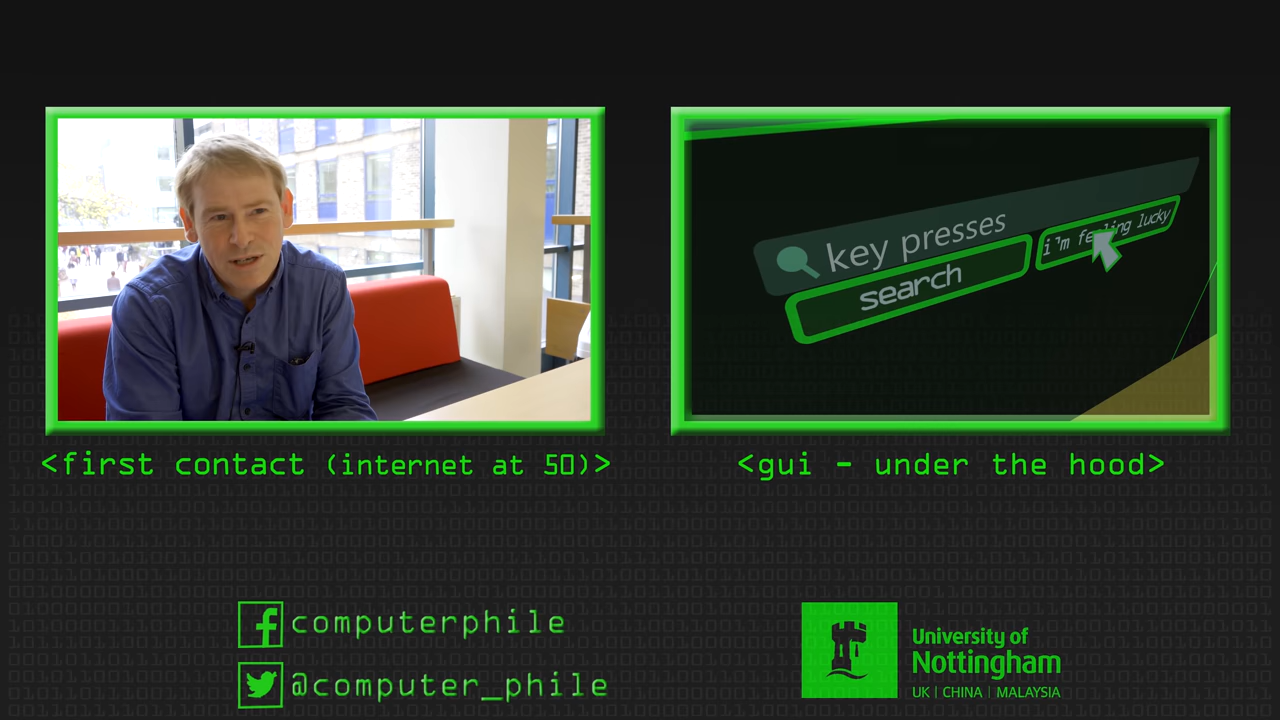 key presses
search
i'm feeling lucky
<first contact (internet at 50)>
<gui - under the hood>
computerphile
@computer_phile
University of
Nottingham
UK | CHINA | MALAYSIA